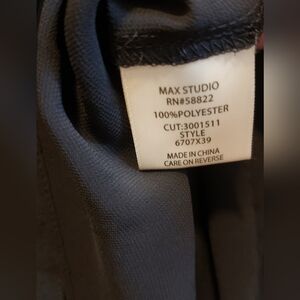 MAX STUDIO
RN#58822
100%POLYESTER
CUT:3001511
STYLE
6707X39
MADE IN CHINA
CARE ON REVERSE